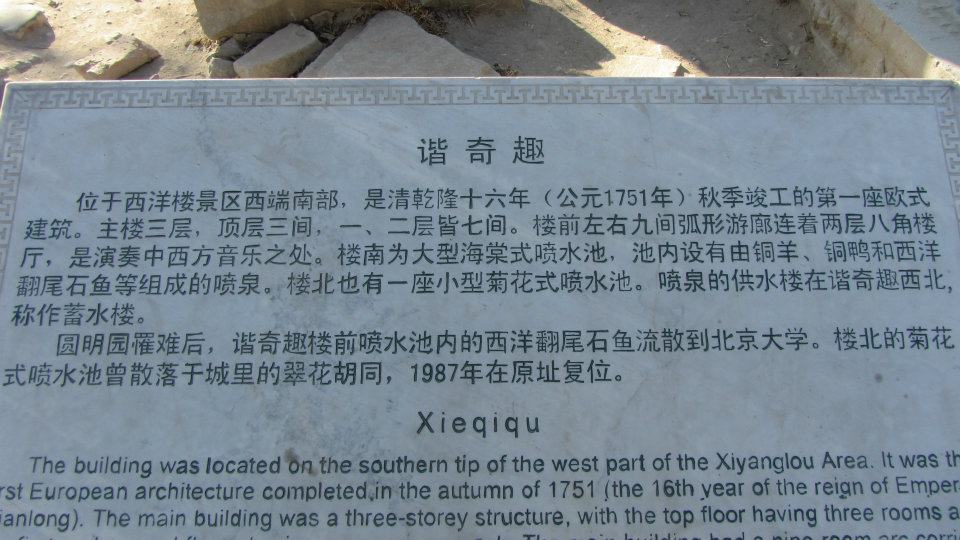 谐奇趣
位于西洋楼景区西端南部，是清乾隆十六年（公元1751年）秋季竣工的第一座欧式
建筑。主楼三层，顶层三间，一、二层皆七间。楼前左右九间弧形游廊连着两层八角楼
厅，是演奏中西方音乐之处。楼南为大型海棠式喷水池，池内设有由铜羊、铜鸭和西洋
翻尾石鱼等组成的喷泉。楼北也有一座小型菊花式喷水池。喷泉的供水楼在谐奇趣西北，
称作蓄水楼。
圆明园罹难后，谐奇趣楼前喷水池内的西洋翻尾石鱼流散到北京大学。楼北的菊花
式喷水池曾散落于城里的翠花胡同，1987年在原址复位。
Xieqiqu
The building was located on the southern tip of the west part of the Xiyanglou Area. It was th
rst European architecture completed in the autumn of 1751 (the 16th year of the reign of Emper
ianlong). The main building was a three-storey structure, with the top floor having three rooms a